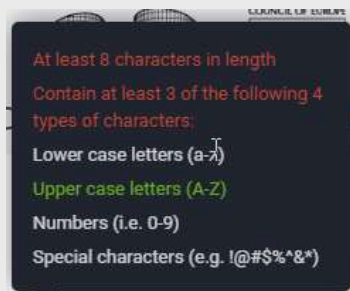 COUNCIL OF EUROPE
At least 8 characters in length
Contain at least 3 of the following 4
types of characters:
Lower case letters (a-z)
Upper case letters (A-Z)
Numbers (i.e. 0-9)
Special characters (e.g. !@#$%^&*)